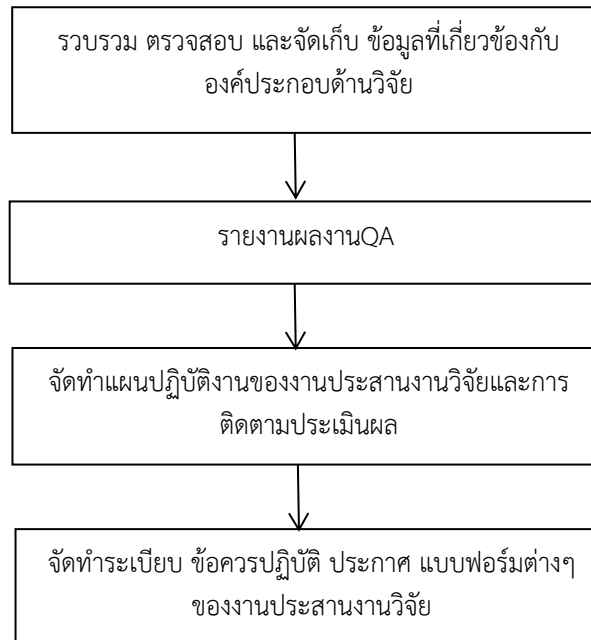 รวบรวม ตรวจสอบ และจัดเก็บ ข้อมูลที่เกี่ยวข้องกับ
องค์ประกอบด้านวิจัย
รายงานผลงานQA
จัดทำแผนปฏิบัติงานของงานประสานงานวิจัยและการ
ติดตามประเมินผล
จัดทำระเบียบ ข้อควรปฏิบัติ ประกาศ แบบฟอร์มต่างๆ
ของงานประสานงานวิจัย